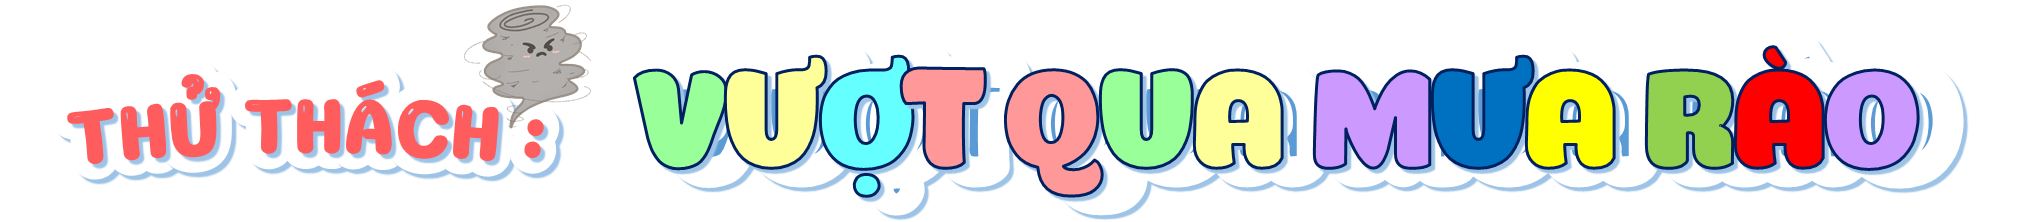 THỬ THÁCH : VƯỢT QUA MƯA RÀO